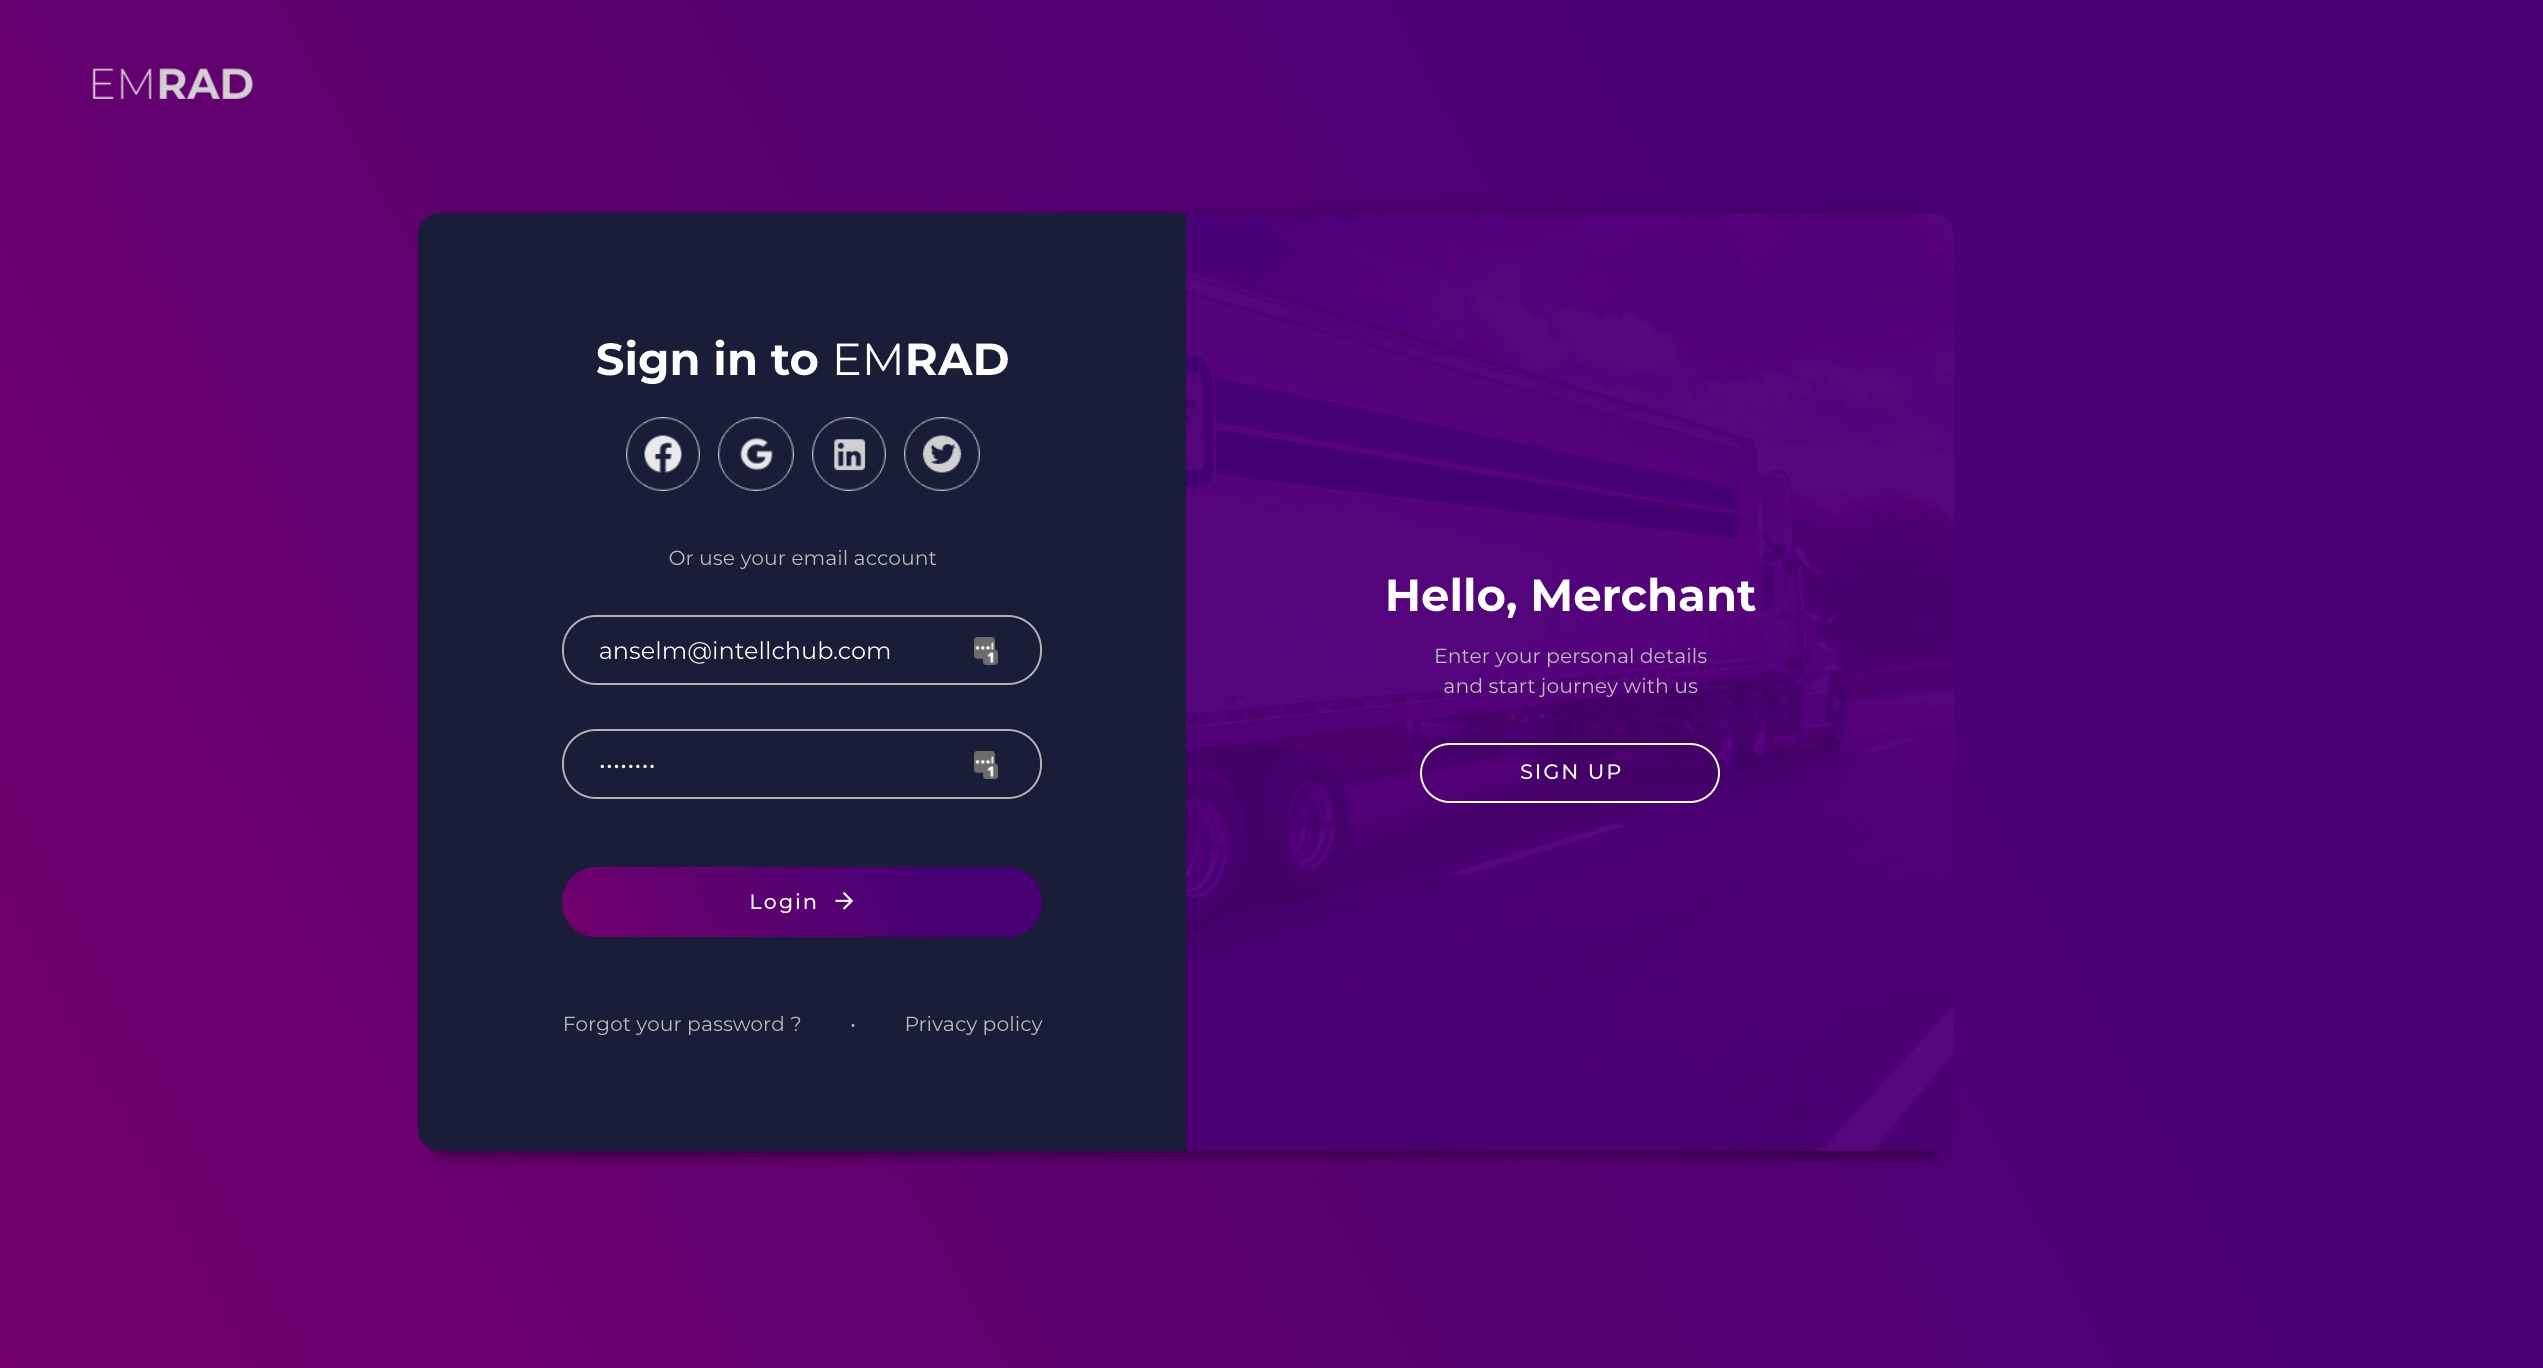 EMRAD
Sign in to EMRAD
Or use your email account
anselm@intellchub.com
••••••••
Login →
Forgot your password ? • Privacy policy
Hello, Merchant
Enter your personal details
and start journey with us
SIGN UP